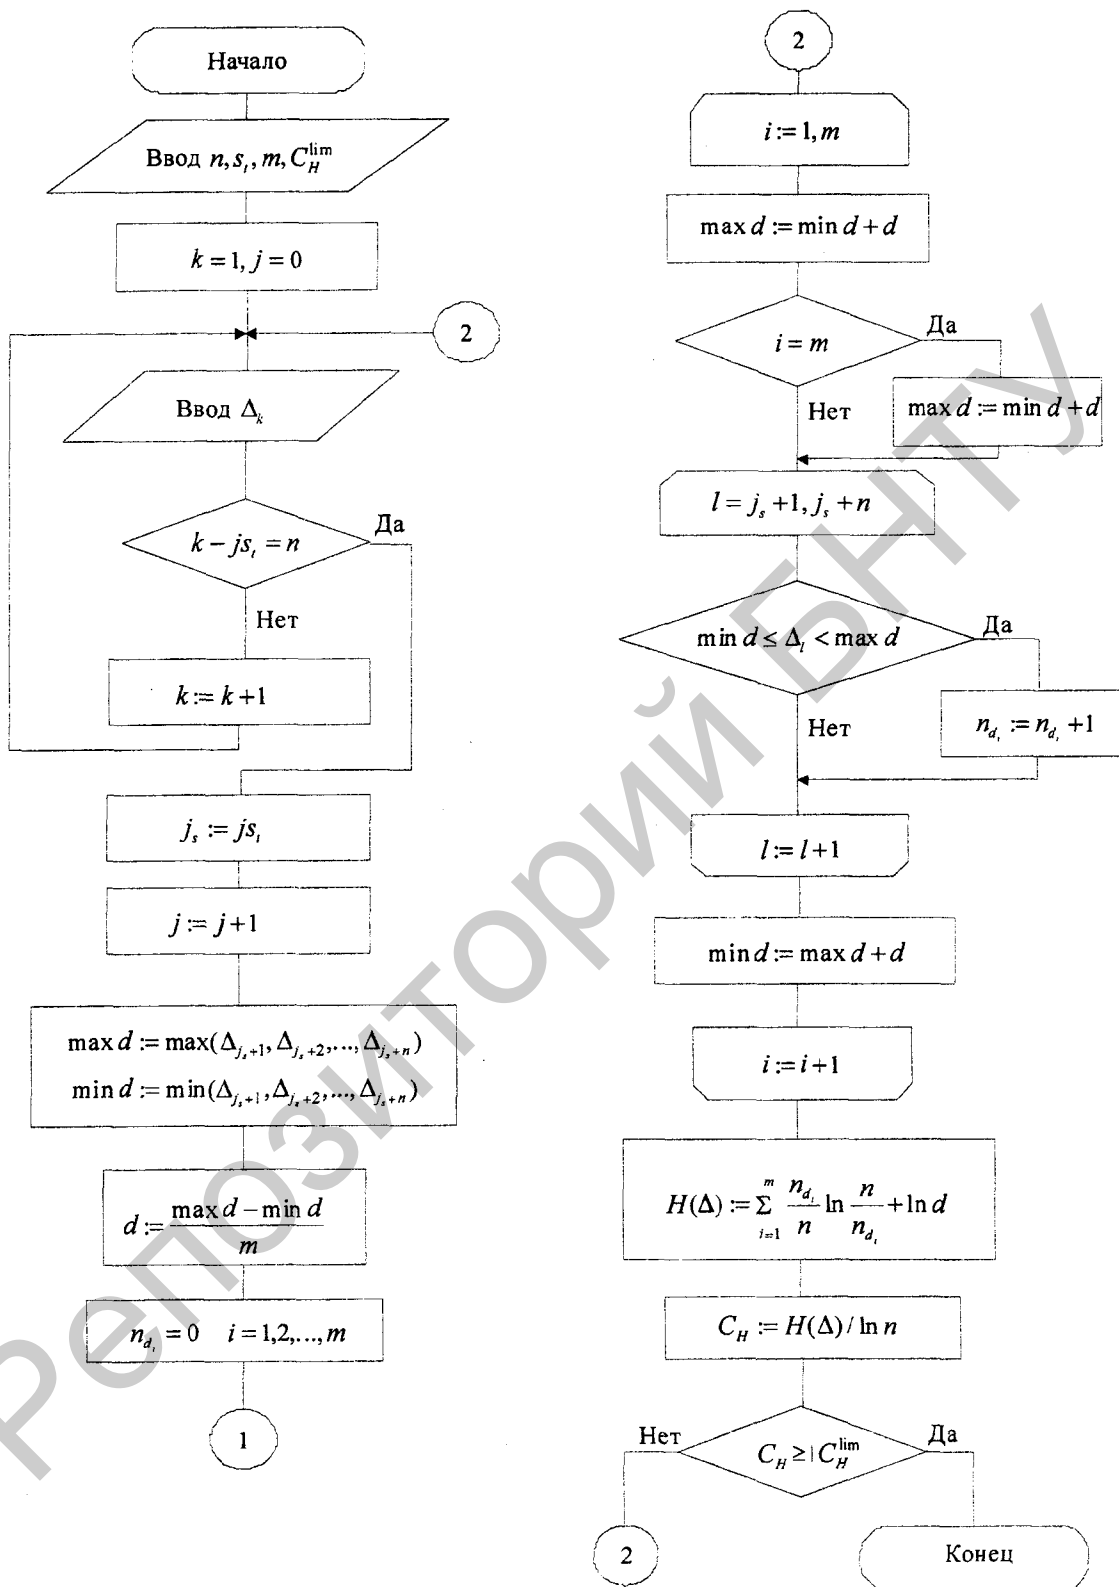 Начало
Ввод n, s_t, m, C_H^lim
k = 1, j = 0
2
Ввод Δ_k
k − js_t = n
Да
Нет
k := k + 1
j_s := js_t
j := j + 1
max d := max(Δ_{j_s+1}, Δ_{j_s+2}, ..., Δ_{j_s+n})
min d := min(Δ_{j_s+1}, Δ_{j_s+2}, ..., Δ_{j_s+n})
d := (max d − min d) / m
n_{d_i} = 0 i = 1,2,...,m
1
2
i := 1, m
max d := min d + d
i = m
Да
Нет
max d := min d + d
l = j_s + 1, j_s + n
min d ≤ Δ_l < max d
Да
Нет
n_{d_i} := n_{d_i} + 1
l := l + 1
min d := max d + d
i := i + 1
H(Δ) := Σ_{i=1}^{m} n_{d_i}/n ln n/n_{d_i} + ln d
C_H := H(Δ) / ln n
Нет
C_H ≥ | C_H^lim
Да
2
Конец
Репозиторий БНТУ